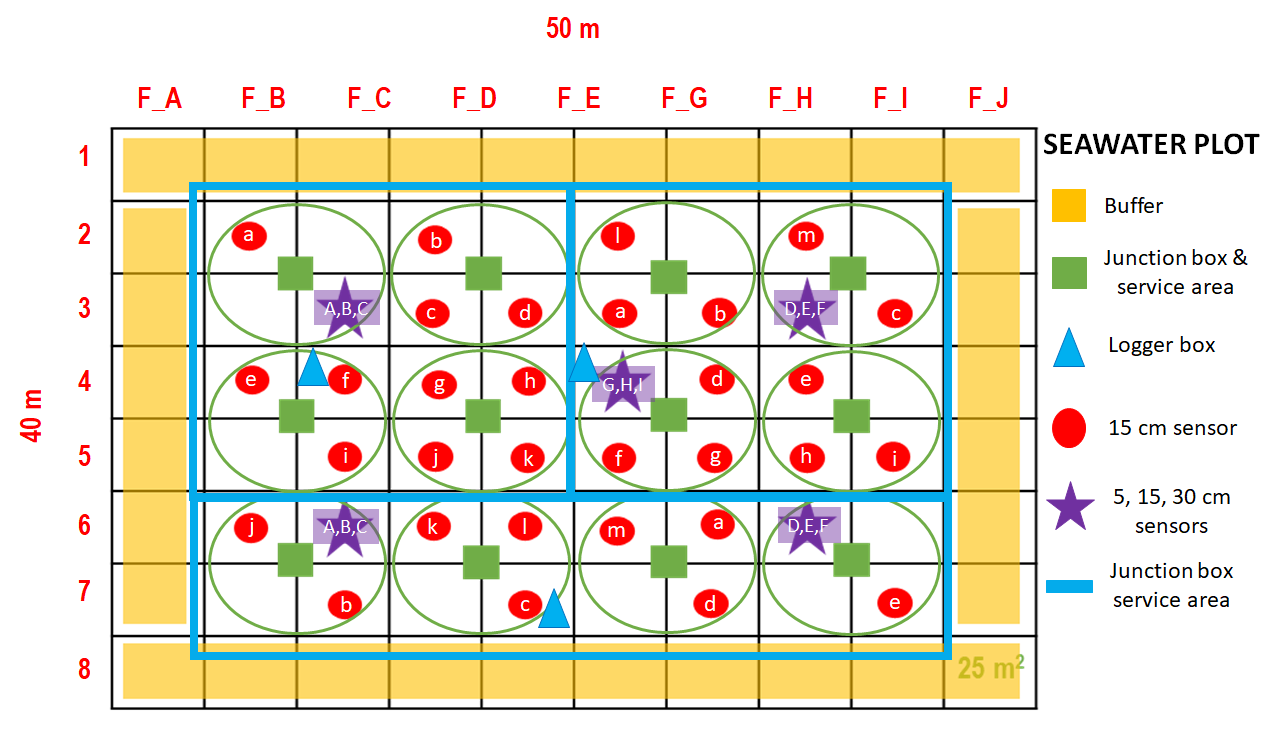 50 m
F_A F_B F_C F_D F_E F_G F_H F_I F_J
SEAWATER PLOT
1
Buffer
2
a b l m
Junction box &
service area
3
A,B,C c d a b D,E,F c
Logger box
4
e f g h G,H,I d e
40 m
15 cm sensor
5
i j k f g h i
5, 15, 30 cm
sensors
6
j A,B,C k l m a D,E,F
Junction box
service area
7
b c d e
8
25 m²